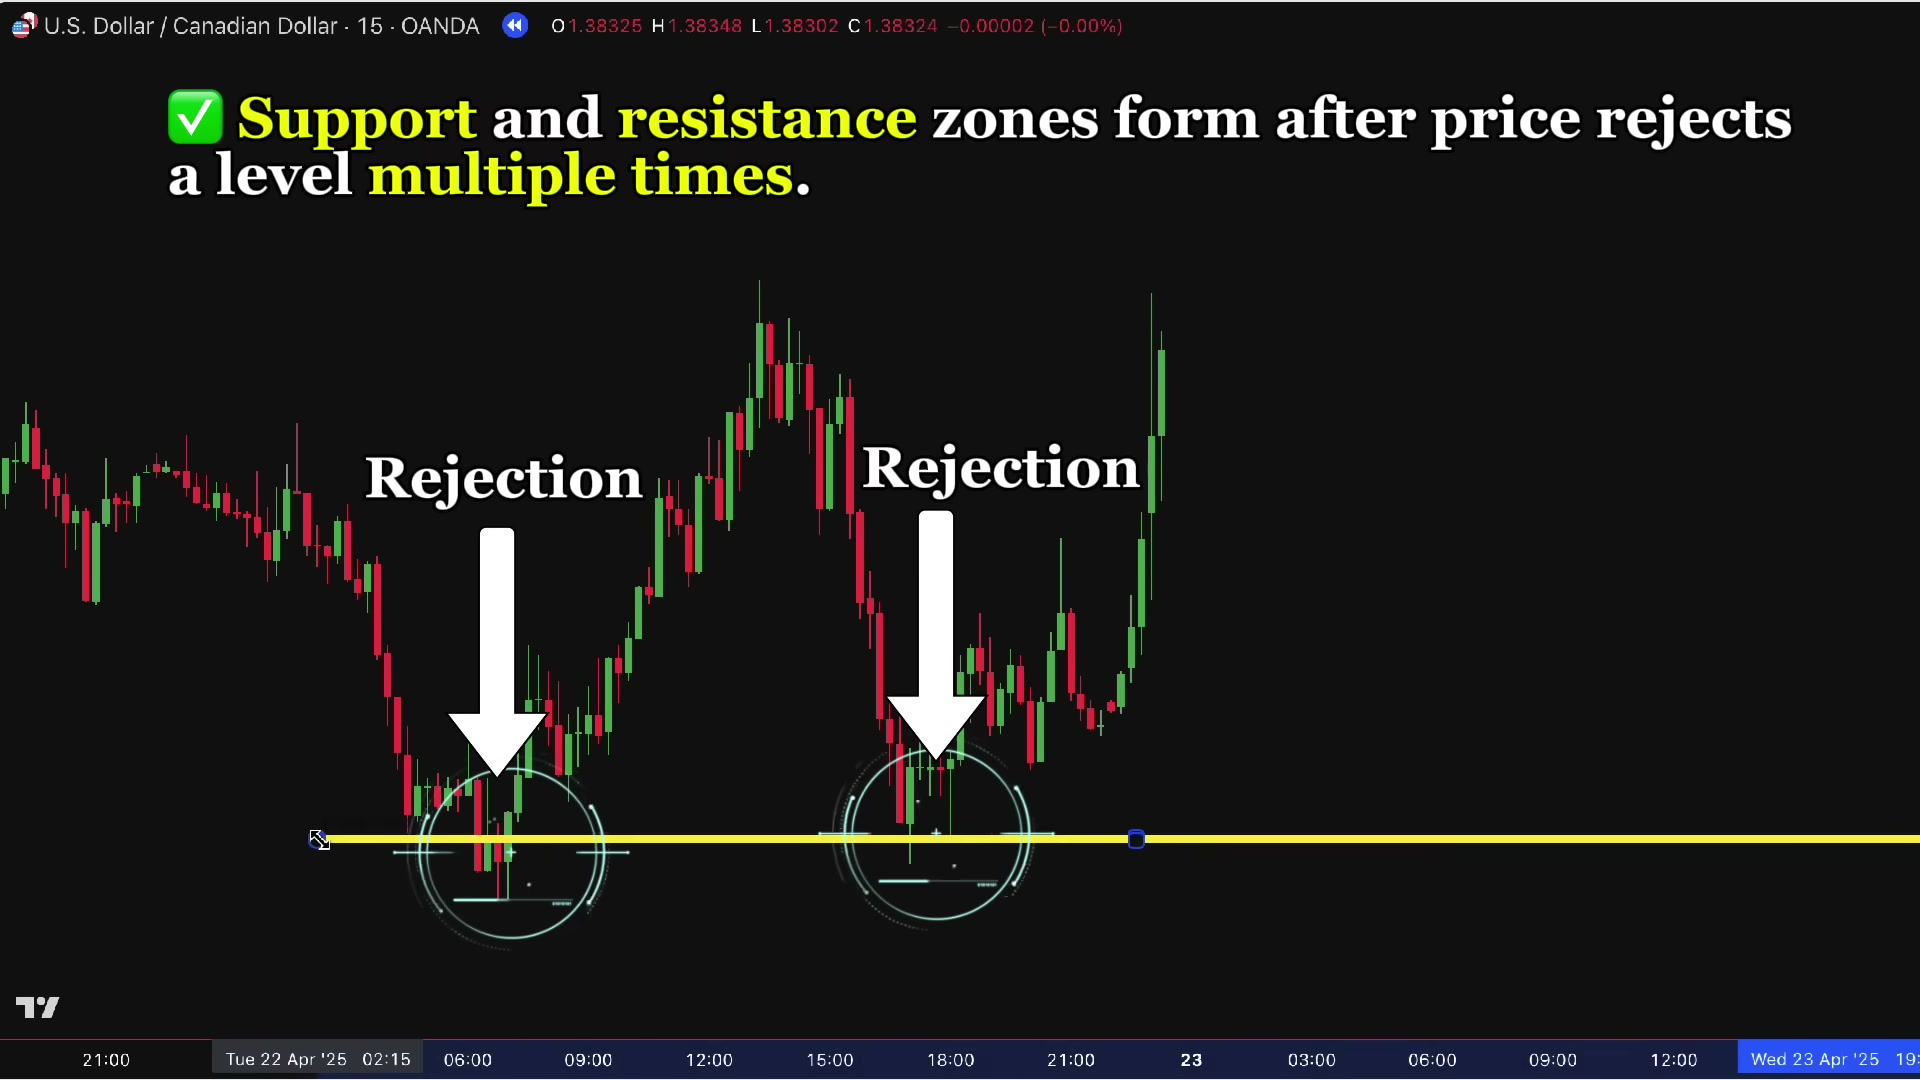 U.S. Dollar / Canadian Dollar · 15 · OANDA O1.38325 H1.38348 L1.38302 C1.38324 −0.00002 (−0.00%)
✅ Support and resistance zones form after price rejects
a level multiple times.
Rejection
Rejection
21:00 Tue 22 Apr '25 02:15 06:00 09:00 12:00 15:00 18:00 21:00 23 03:00 06:00 09:00 12:00 Wed 23 Apr '25 19: